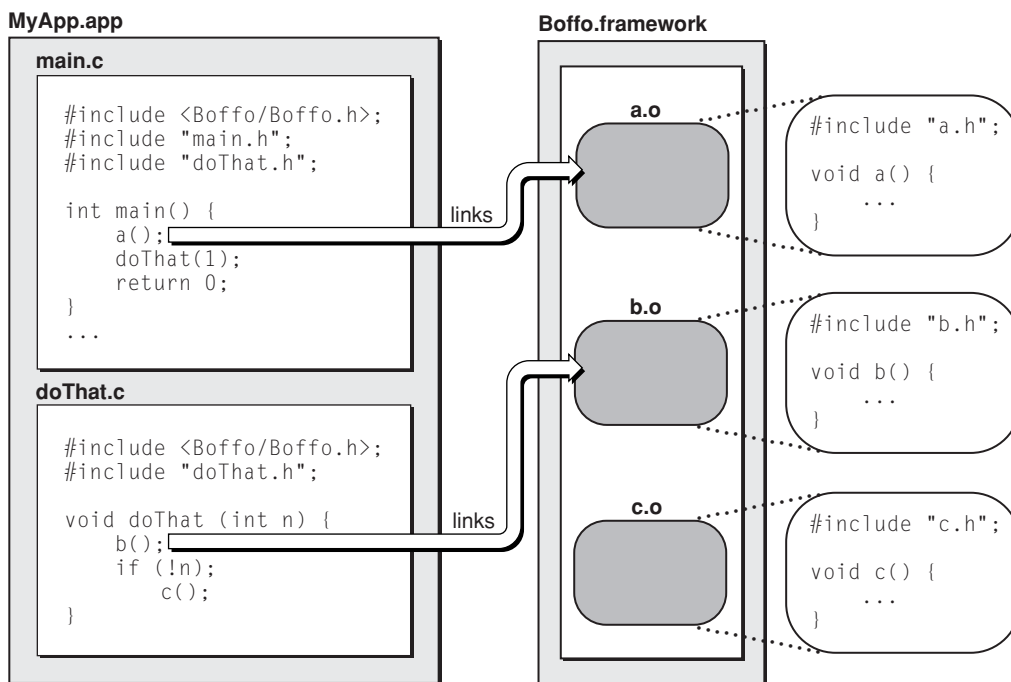 MyApp.app
main.c
#include <Boffo/Boffo.h>;
#include "main.h";
#include "doThat.h";
int main() {
a();
doThat(1);
return 0;
}
...
doThat.c
#include <Boffo/Boffo.h>;
#include "doThat.h";
void doThat (int n) {
b();
if (!n);
c();
}
links
links
Boffo.framework
a.o
b.o
c.o
#include "a.h";
void a() {
...
}
#include "b.h";
void b() {
...
}
#include "c.h";
void c() {
...
}